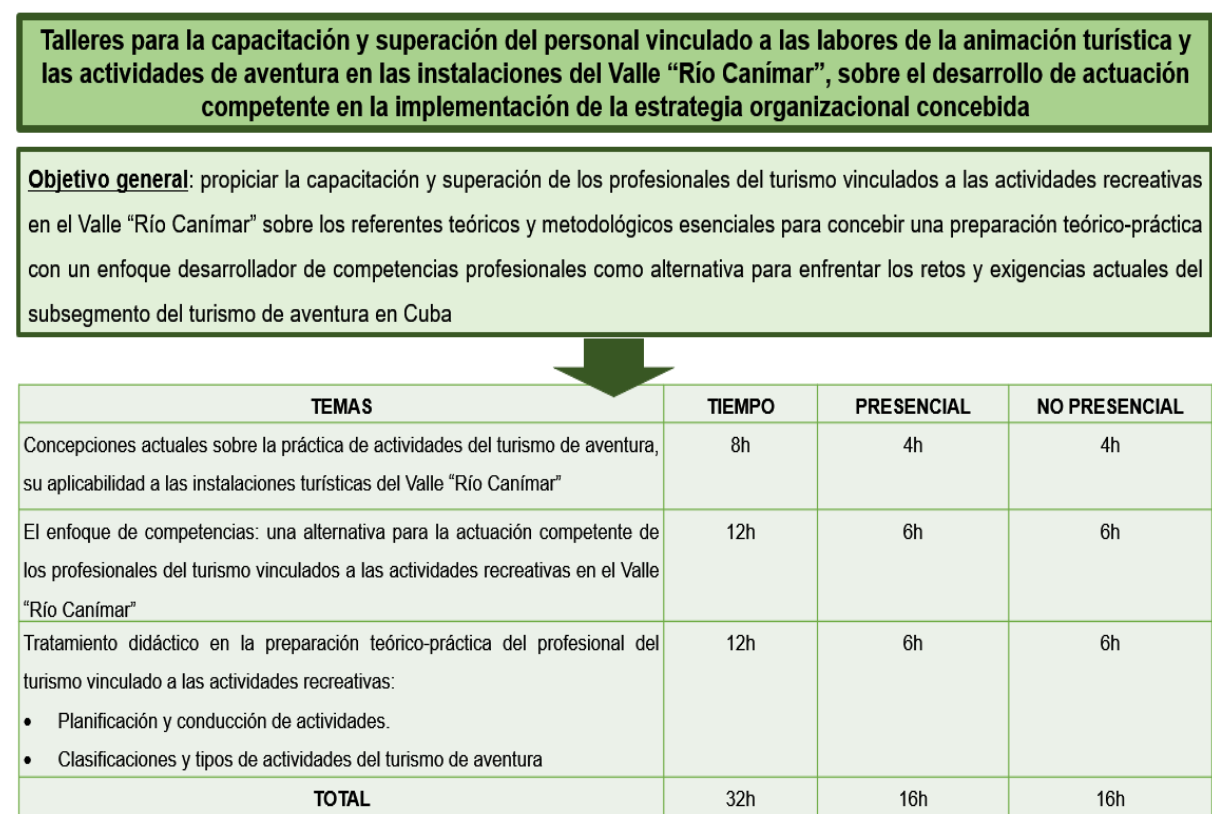 Talleres para la capacitación y superación del personal vinculado a las labores de la animación turística y
las actividades de aventura en las instalaciones del Valle “Río Canímar”, sobre el desarrollo de actuación
competente en la implementación de la estrategia organizacional concebida
Objetivo general: propiciar la capacitación y superación de los profesionales del turismo vinculados a las actividades recreativas
en el Valle “Río Canímar” sobre los referentes teóricos y metodológicos esenciales para concebir una preparación teórico-práctica
con un enfoque desarrollador de competencias profesionales como alternativa para enfrentar los retos y exigencias actuales del
subsegmento del turismo de aventura en Cuba
TEMAS TIEMPO PRESENCIAL NO PRESENCIAL
Concepciones actuales sobre la práctica de actividades del turismo de aventura, 8h 4h 4h
su aplicabilidad a las instalaciones turísticas del Valle “Río Canímar”
El enfoque de competencias: una alternativa para la actuación competente de 12h 6h 6h
los profesionales del turismo vinculados a las actividades recreativas en el Valle
“Río Canímar”
Tratamiento didáctico en la preparación teórico-práctica del profesional del 12h 6h 6h
turismo vinculado a las actividades recreativas:
• Planificación y conducción de actividades.
• Clasificaciones y tipos de actividades del turismo de aventura
TOTAL 32h 16h 16h